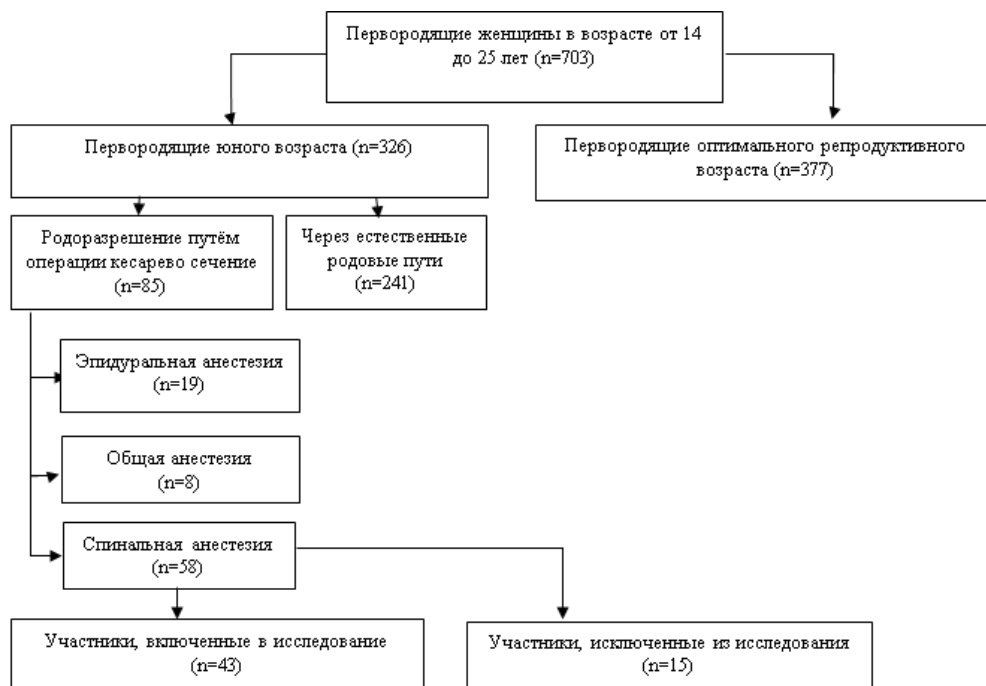 Первородящие женщины в возрасте от 14
до 25 лет (n=703)
Первородящие юного возраста (n=326)
Первородящие оптимального репродуктивного
возраста (n=377)
Родоразрешение путём
операции кесарево сечение
(n=85)
Через естественные
родовые пути
(n=241)
Эпидуральная анестезия
(n=19)
Общая анестезия
(n=8)
Спинальная анестезия
(n=58)
Участники, включенные в исследование
(n=43)
Участники, исключенные из исследования
(n=15)